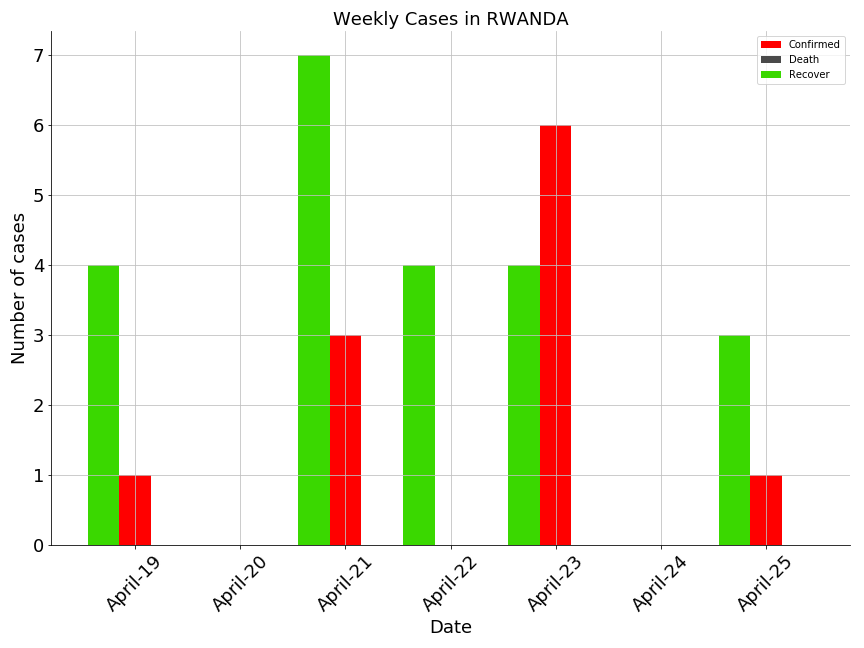 Weekly Cases in RWANDA
Confirmed
Death
Recover
Number of cases
7
6
5
4
3
2
1
0
April-19
April-20
April-21
April-22
April-23
April-24
April-25
Date